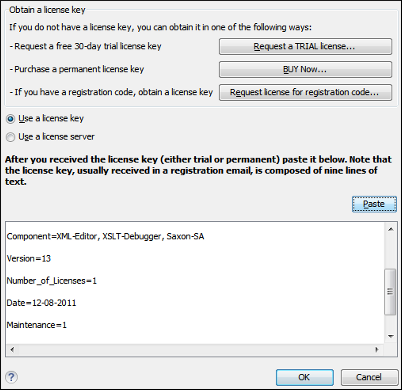 Obtain a license key
If you do not have a license key, you can obtain it in one of the following ways:
- Request a free 30-day trial license key
Request a TRIAL license...
- Purchase a permanent license key
BUY Now...
- If you have a registration code, obtain a license key
Request license for registration code...
Use a license key
Use a license server
After you received the license key (either trial or permanent) paste it below. Note that
the license key, usually received in a registration email, is composed of nine lines of
text.
Paste
Component=XML-Editor, XSLT-Debugger, Saxon-SA
Version=13
Number_of_Licenses=1
Date=12-08-2011
Maintenance=1
?
OK
Cancel